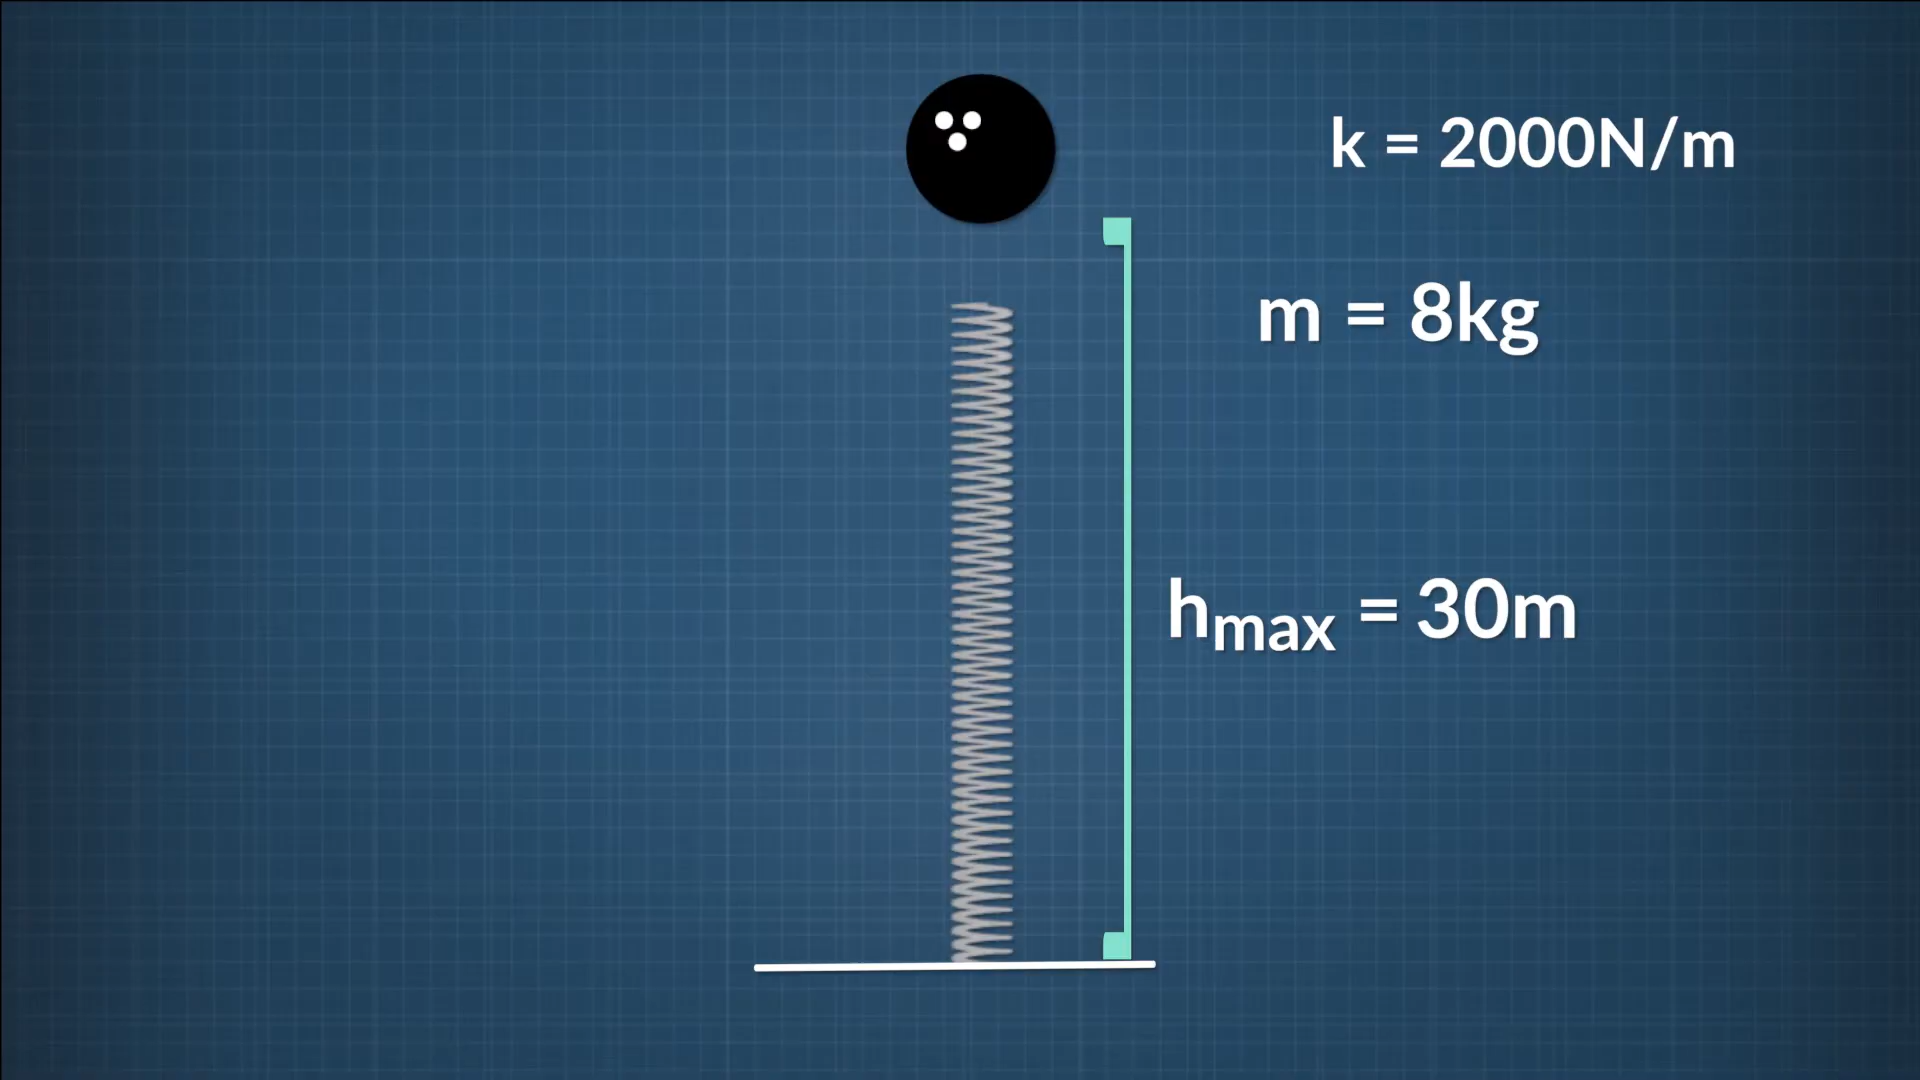 k = 2000N/m
m = 8kg
hmax = 30m